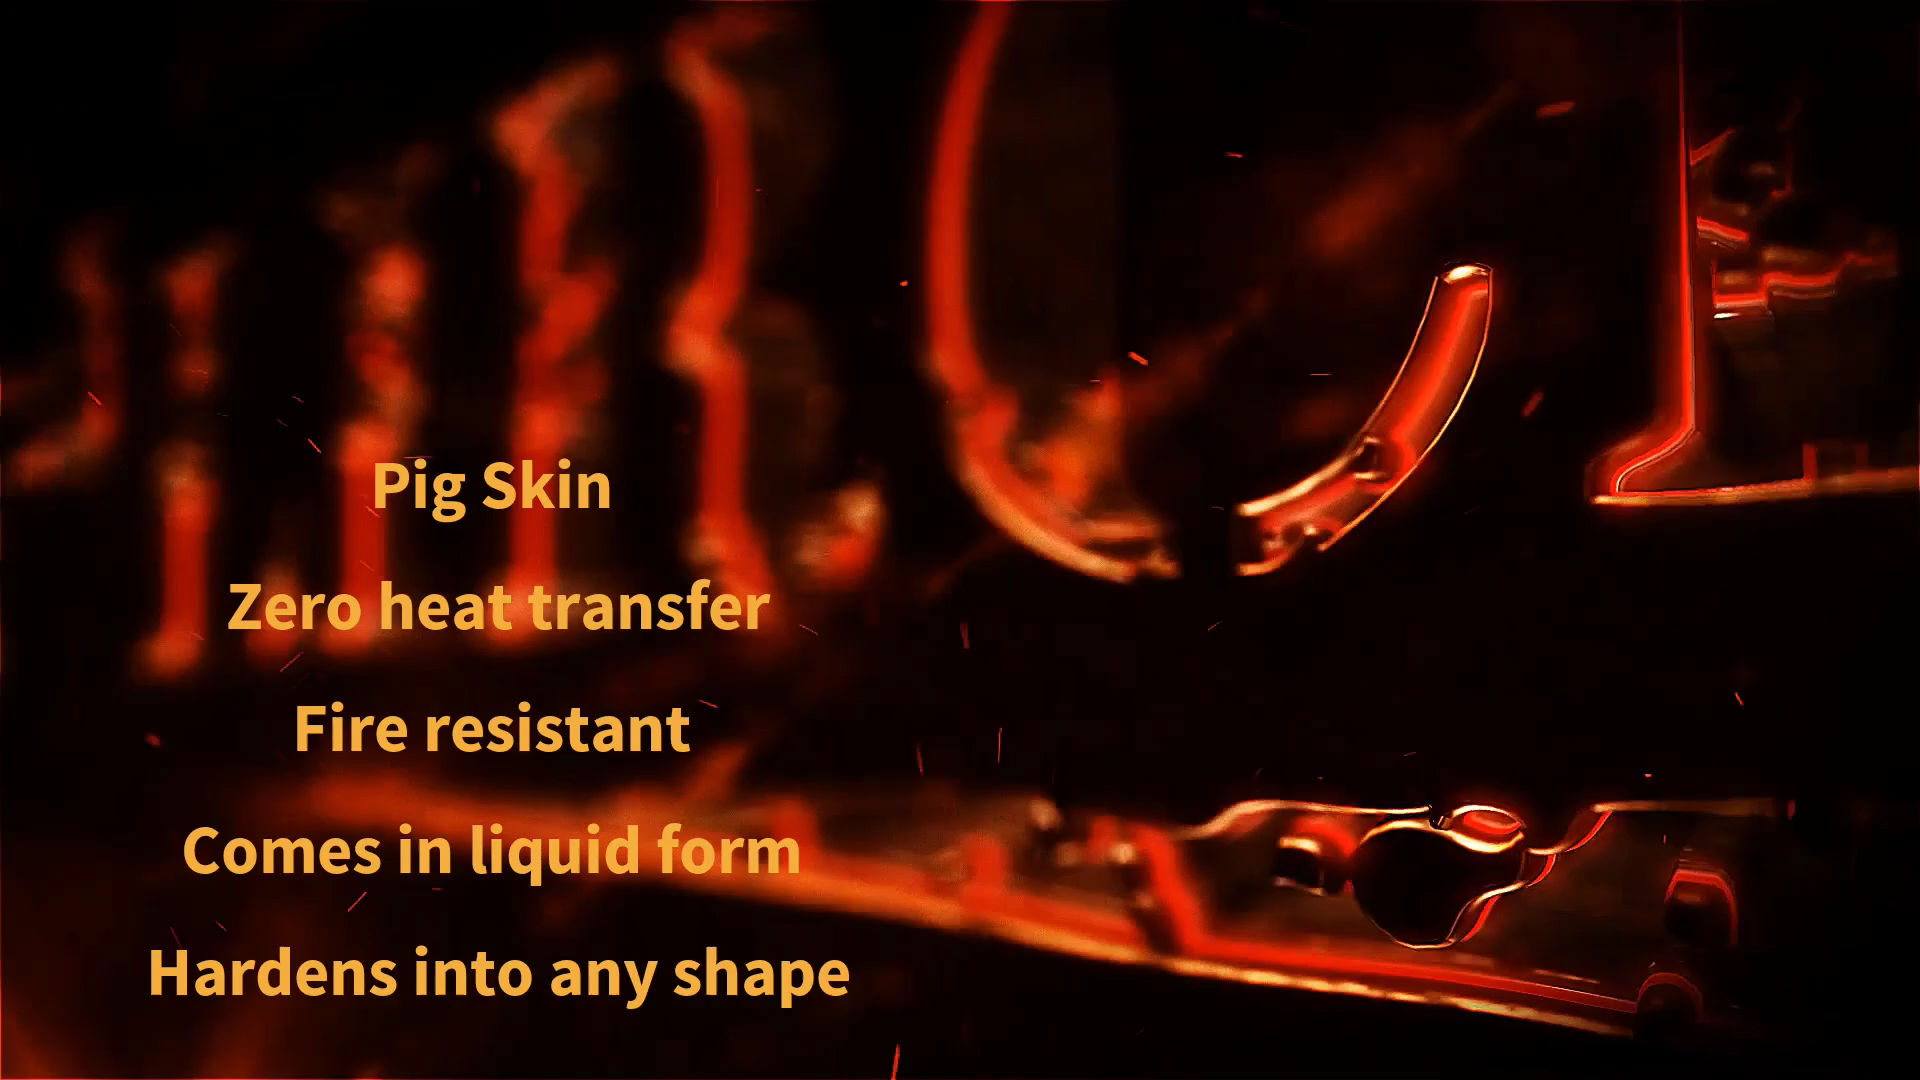 Pig Skin
Zero heat transfer
Fire resistant
Comes in liquid form
Hardens into any shape